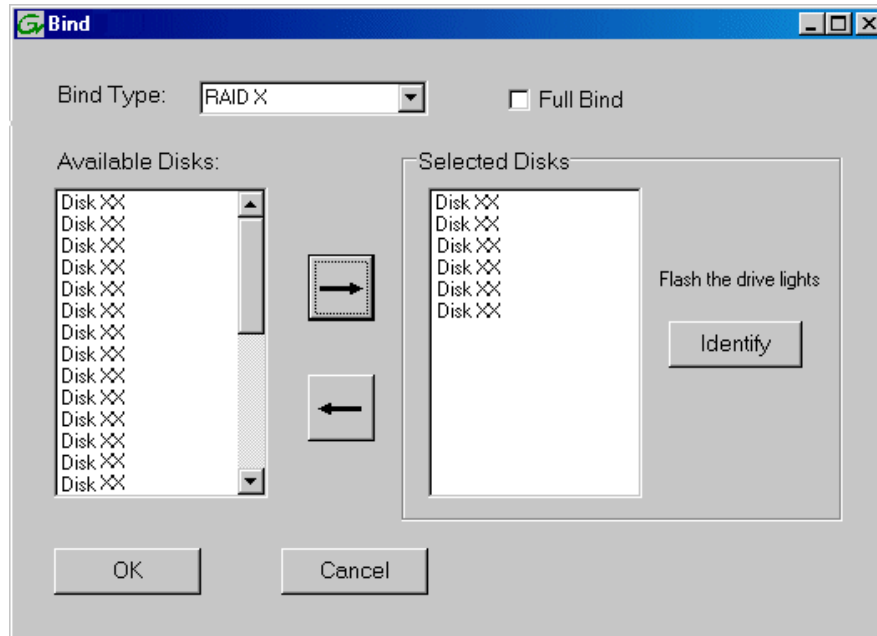 Bind
Bind Type: RAID X Full Bind
Available Disks:
Disk XX
Disk XX
Disk XX
Disk XX
Disk XX
Disk XX
Disk XX
Disk XX
Disk XX
Disk XX
Disk XX
Disk XX
Disk XX
Disk XX
Selected Disks
Disk XX
Disk XX
Disk XX
Disk XX
Disk XX
Disk XX
Flash the drive lights
Identify
OK Cancel